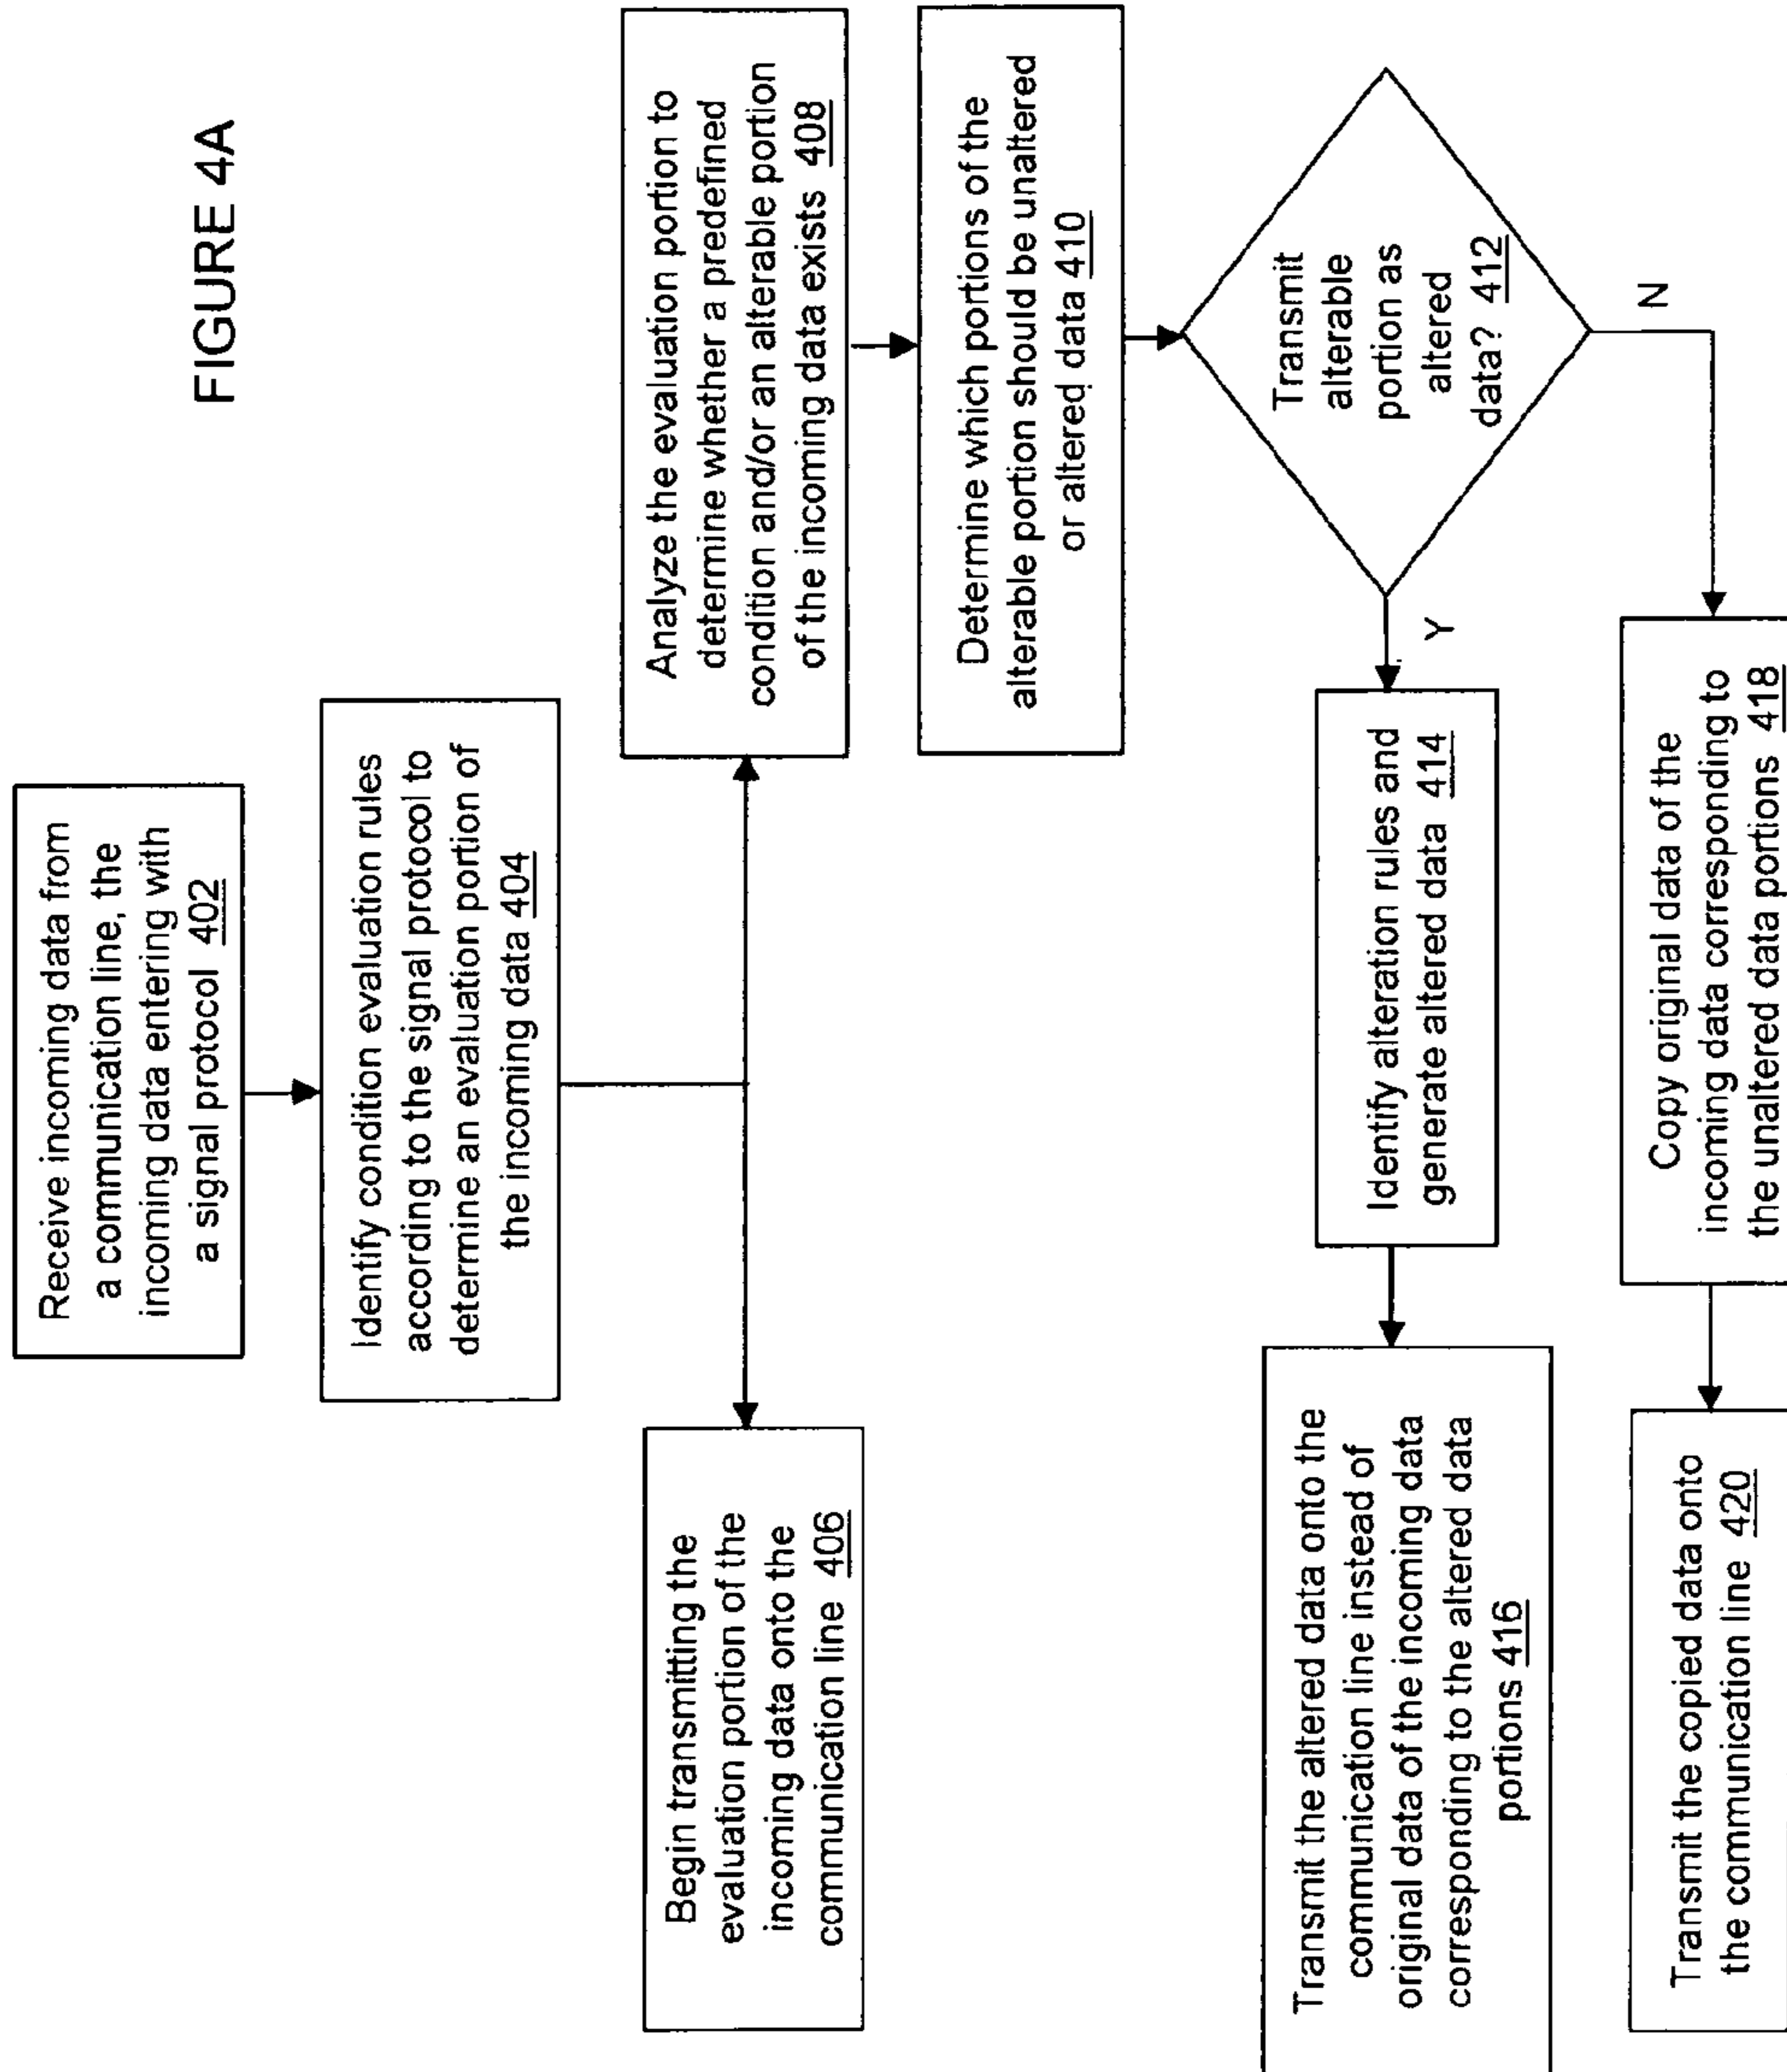 FIGURE 4A
Receive incoming data from
a communication line, the
incoming data entering with
a signal protocol 402
Identify condition evaluation rules
according to the signal protocol to
determine an evaluation portion of
the incoming data 404
Begin transmitting the
evaluation portion of the
incoming data onto the
communication line 406
Analyze the evaluation portion to
determine whether a predefined
condition and/or an alterable portion
of the incoming data exists 408
Determine which portions of the
alterable portion should be unaltered
or altered data 410
Transmit
alterable
portion as
altered
data? 412
Y
N
Identify alteration rules and
generate altered data 414
Transmit the altered data onto the
communication line instead of
original data of the incoming data
corresponding to the altered data
portions 416
Copy original data of the
incoming data corresponding to
the unaltered data portions 418
Transmit the copied data onto
the communication line 420